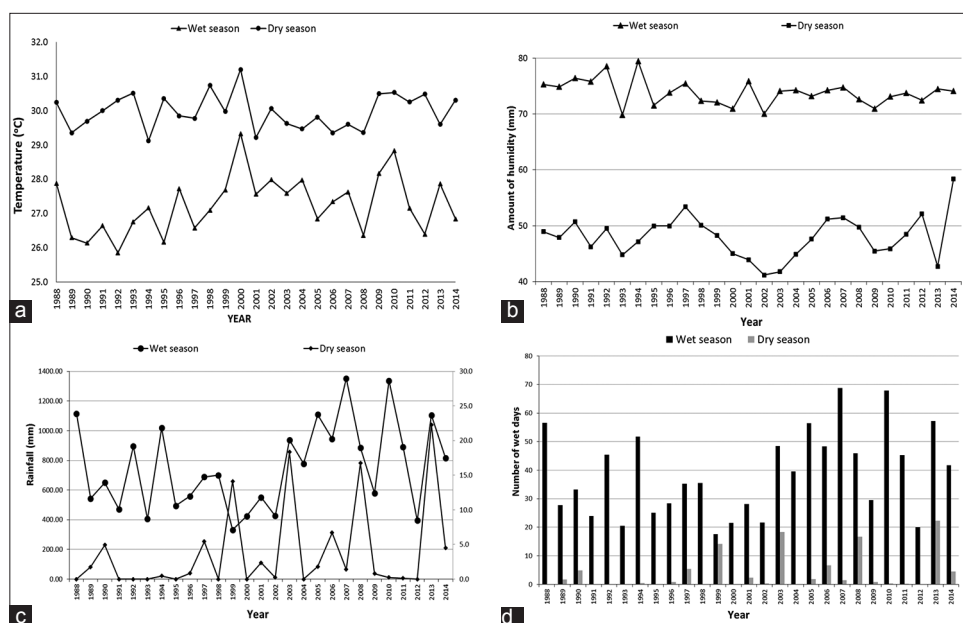 Wet season Dry season
32.0
31.0
30.0
29.0
28.0
27.0
26.0
25.0
Temperature (°C)
1988 1989 1990 1991 1992 1993 1994 1995 1996 1997 1998 1999 2000 2001 2002 2003 2004 2005 2006 2007 2008 2009 2010 2011 2012 2013 2014
YEAR
a
Wet season Dry season
80
70
60
50
40
Amount of humidity (mm)
1988 1989 1990 1991 1992 1993 1994 1995 1996 1997 1998 1999 2000 2001 2002 2003 2004 2005 2006 2007 2008 2009 2010 2011 2012 2013 2014
Year
b
Wet season Dry season
1400.00 30.0
1200.00 25.0
1000.00 20.0
800.00
600.00 15.0
400.00 10.0
200.00 5.0
0.00 0.0
Rainfall (mm)
1988 1989 1990 1991 1992 1993 1994 1995 1996 1997 1998 1999 2000 2001 2002 2003 2004 2005 2006 2007 2008 2009 2010 2011 2012 2013 2014
Year
c
Wet season Dry season
80
70
60
50
40
30
20
10
0
Number of wet days
1988 1989 1990 1991 1992 1993 1994 1995 1996 1997 1998 1999 2000 2001 2002 2003 2004 2005 2006 2007 2008 2009 2010 2011 2012 2013 2014
Year
d